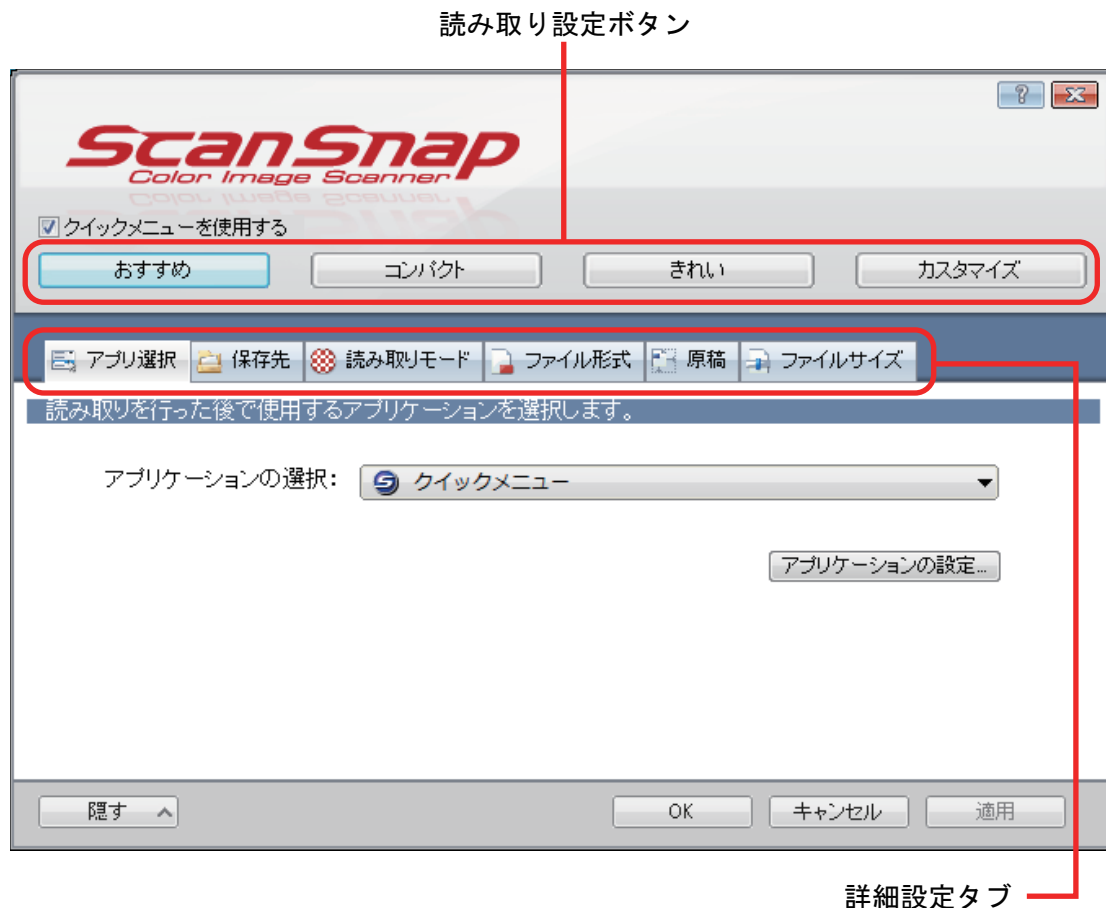 読み取り設定ボタン
?
ScanSnap
Color Image Scanner
クイックメニューを使用する
おすすめ コンパクト きれい カスタマイズ
アプリ選択 保存先 読み取りモード ファイル形式 原稿 ファイルサイズ
読み取りを行った後で使用するアプリケーションを選択します。
アプリケーションの選択: クイックメニュー
アプリケーションの設定...
隠す OK キャンセル 適用
詳細設定タブ